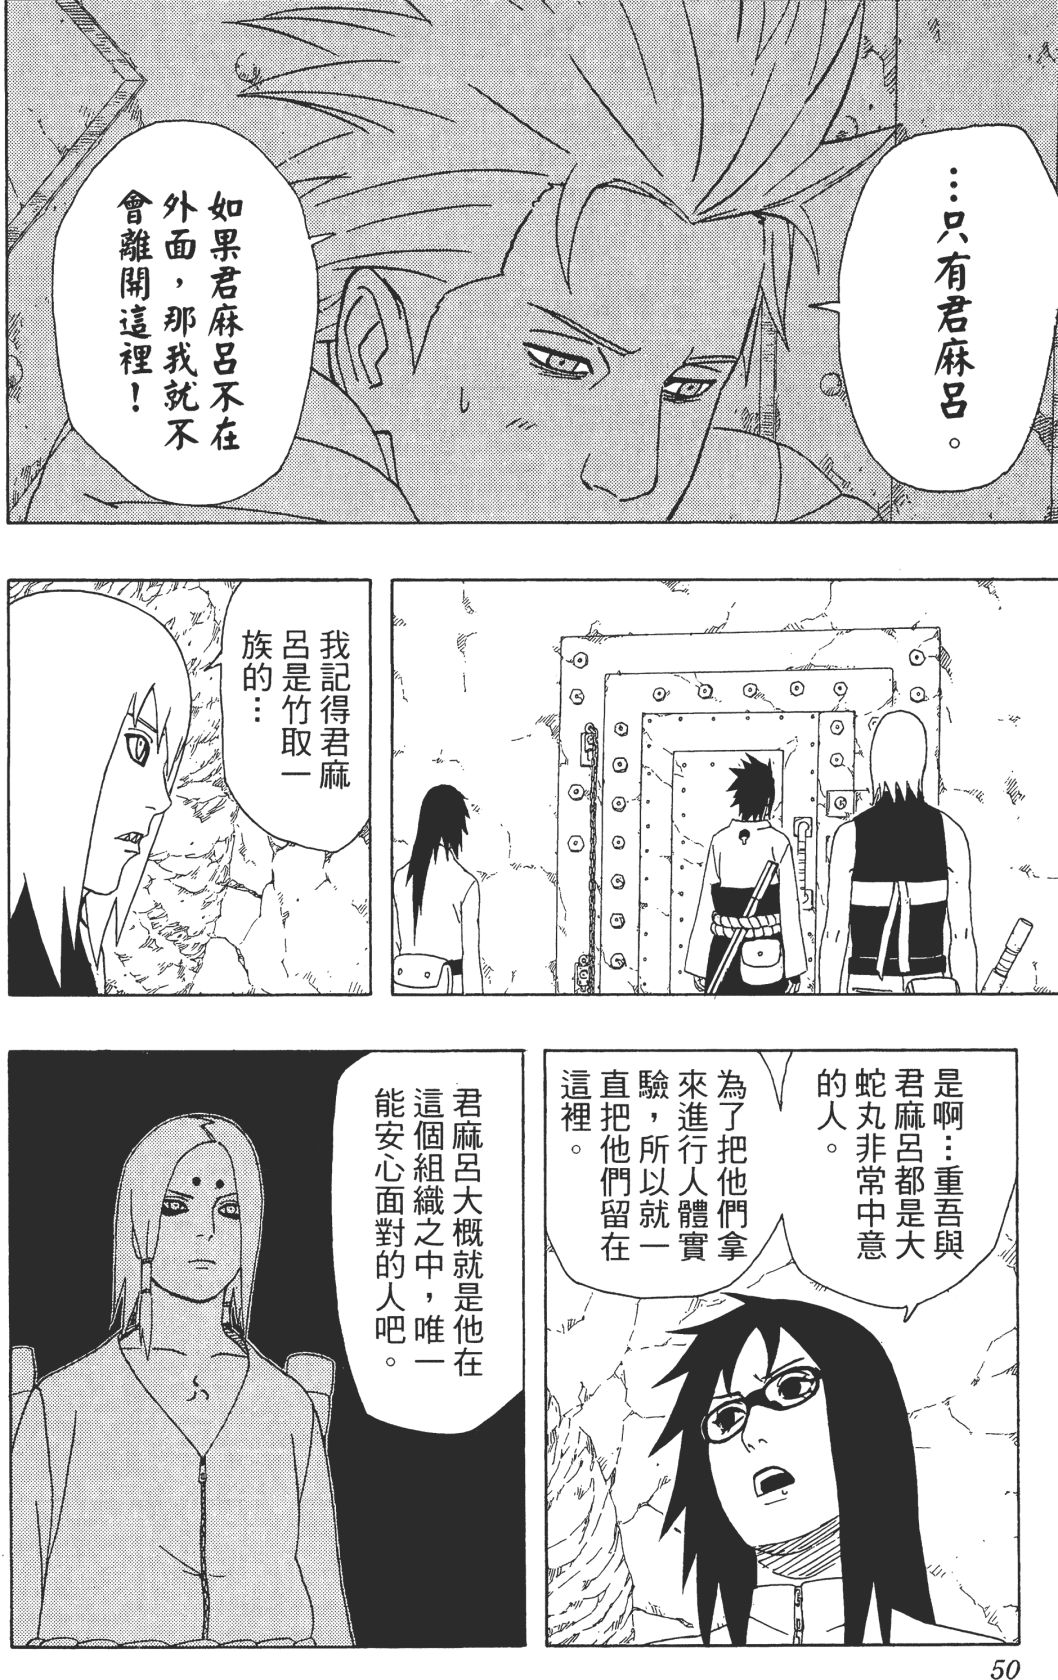 …只有君麻呂。
如果君麻呂不在
外面，那我就不
會離開這裡！
我記得君麻
呂是竹取一
族的…
是啊…重吾與
君麻呂都是大
蛇丸非常中意
的人。
為了把他們拿
來進行人體實
驗，所以就一
直把他們留在
這裡。
君麻呂大概就是他在
這個組織之中，唯一
能安心面對的人吧。
50